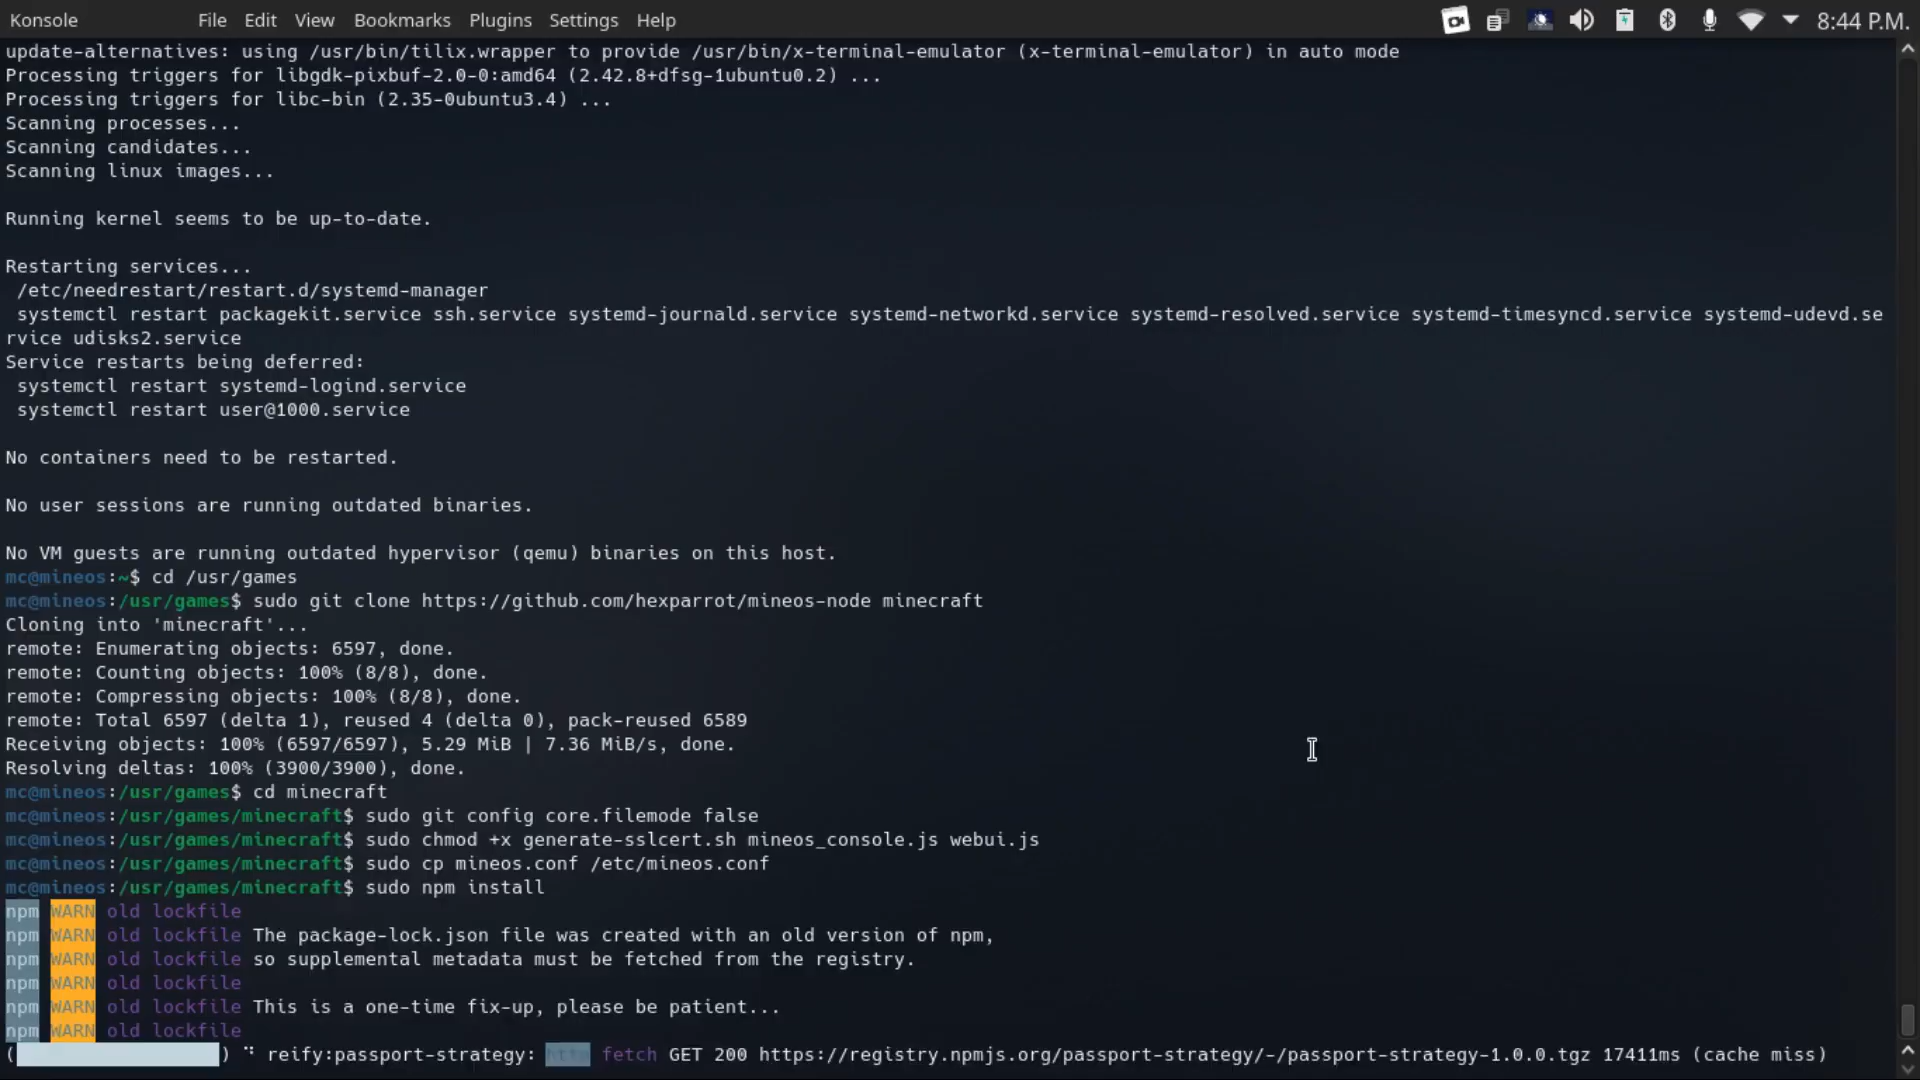 Konsole File Edit View Bookmarks Plugins Settings Help 8:44 P.M.
update-alternatives: using /usr/bin/tilix.wrapper to provide /usr/bin/x-terminal-emulator (x-terminal-emulator) in auto mode
Processing triggers for libgdk-pixbuf-2.0-0:amd64 (2.42.8+dfsg-1ubuntu0.2) ...
Processing triggers for libc-bin (2.35-0ubuntu3.4) ...
Scanning processes...
Scanning candidates...
Scanning linux images...
Running kernel seems to be up-to-date.
Restarting services...
/etc/needrestart/restart.d/systemd-manager
systemctl restart packagekit.service ssh.service systemd-journald.service systemd-networkd.service systemd-resolved.service systemd-timesyncd.service systemd-udevd.se
rvice udisks2.service
Service restarts being deferred:
systemctl restart systemd-logind.service
systemctl restart user@1000.service
No containers need to be restarted.
No user sessions are running outdated binaries.
No VM guests are running outdated hypervisor (qemu) binaries on this host.
mc@mineos:~$ cd /usr/games
mc@mineos:/usr/games$ sudo git clone https://github.com/hexparrot/mineos-node minecraft
Cloning into 'minecraft'...
remote: Enumerating objects: 6597, done.
remote: Counting objects: 100% (8/8), done.
remote: Compressing objects: 100% (8/8), done.
remote: Total 6597 (delta 1), reused 4 (delta 0), pack-reused 6589
Receiving objects: 100% (6597/6597), 5.29 MiB | 7.36 MiB/s, done.
Resolving deltas: 100% (3900/3900), done.
mc@mineos:/usr/games$ cd minecraft
mc@mineos:/usr/games/minecraft$ sudo git config core.filemode false
mc@mineos:/usr/games/minecraft$ sudo chmod +x generate-sslcert.sh mineos_console.js webui.js
mc@mineos:/usr/games/minecraft$ sudo cp mineos.conf /etc/mineos.conf
mc@mineos:/usr/games/minecraft$ sudo npm install
npm WARN old lockfile
npm WARN old lockfile The package-lock.json file was created with an old version of npm,
npm WARN old lockfile so supplemental metadata must be fetched from the registry.
npm WARN old lockfile
npm WARN old lockfile This is a one-time fix-up, please be patient...
npm WARN old lockfile
( ) ⠙ reify:passport-strategy: http fetch GET 200 https://registry.npmjs.org/passport-strategy/-/passport-strategy-1.0.0.tgz 17411ms (cache miss)